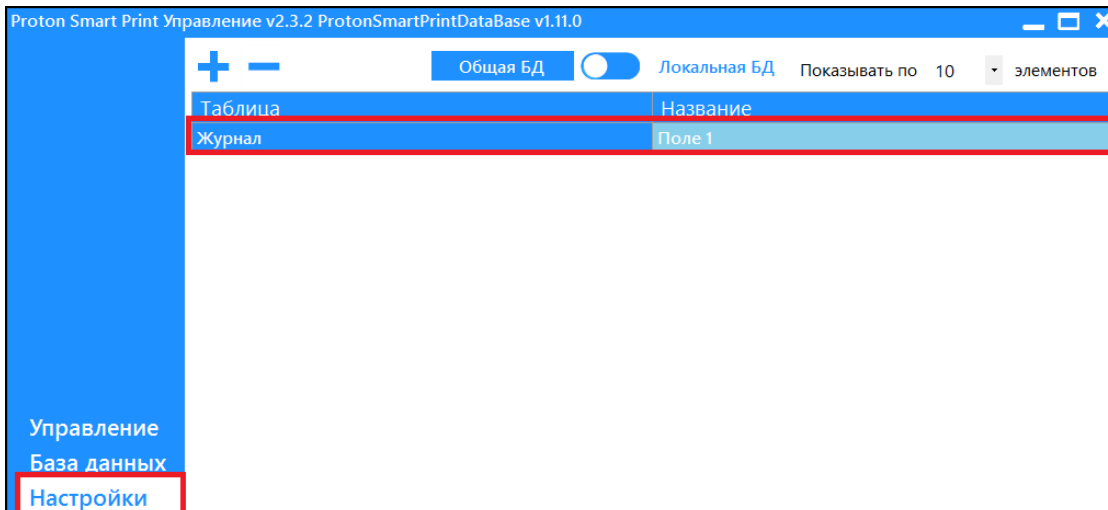 Proton Smart Print Управление v2.3.2 ProtonSmartPrintDataBase v1.11.0
Общая БД Локальная БД Показывать по 10 элементов
Таблица Название
Журнал Поле 1
Управление
База данных
Настройки